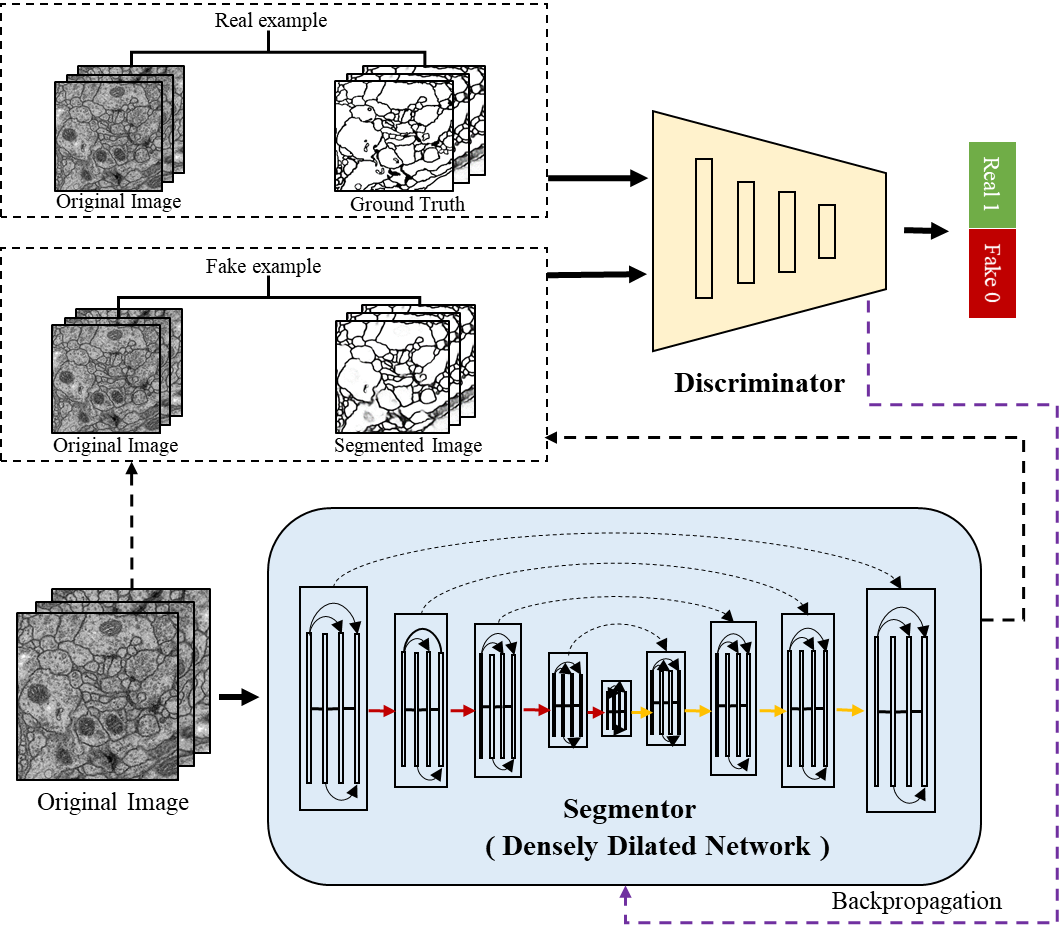 Real example
Original Image
Ground Truth
Real 1
Fake 0
Fake example
Discriminator
Original Image
Segmented Image
Original Image
Segmentor
( Densely Dilated Network )
Backpropagation